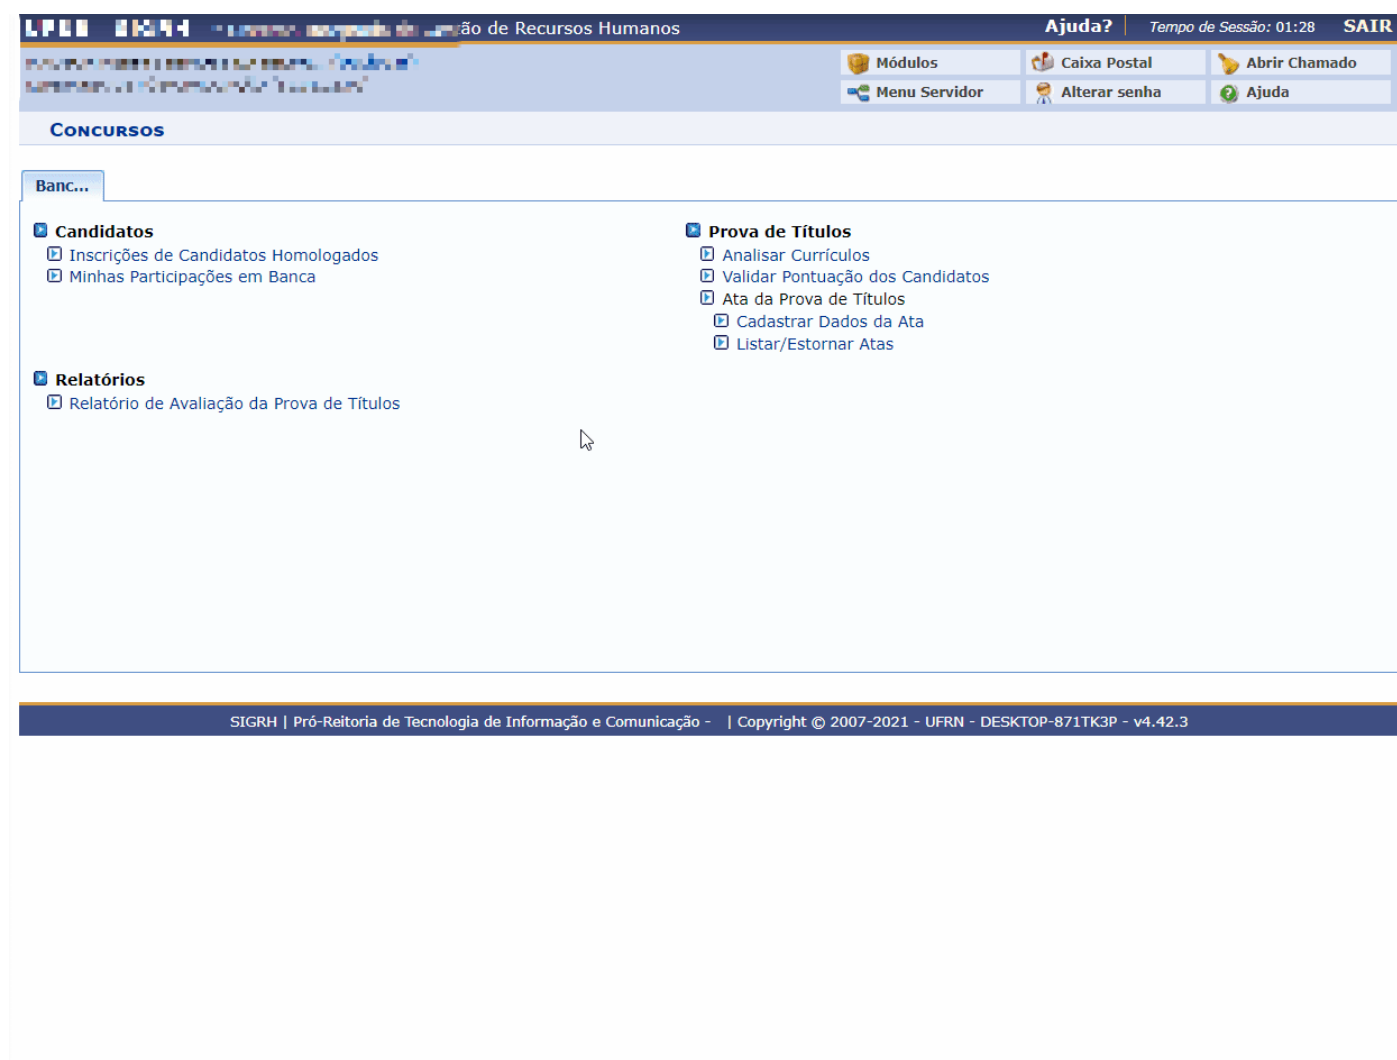 ão de Recursos Humanos
Ajuda? Tempo de Sessão: 01:28 SAIR
Módulos Caixa Postal Abrir Chamado
Menu Servidor Alterar senha Ajuda
CONCURSOS
Banc...
Candidatos
Inscrições de Candidatos Homologados
Minhas Participações em Banca
Prova de Títulos
Analisar Currículos
Validar Pontuação dos Candidatos
Ata da Prova de Títulos
Cadastrar Dados da Ata
Listar/Estornar Atas
Relatórios
Relatório de Avaliação da Prova de Títulos
SIGRH | Pró-Reitoria de Tecnologia de Informação e Comunicação - | Copyright © 2007-2021 - UFRN - DESKTOP-871TK3P - v4.42.3